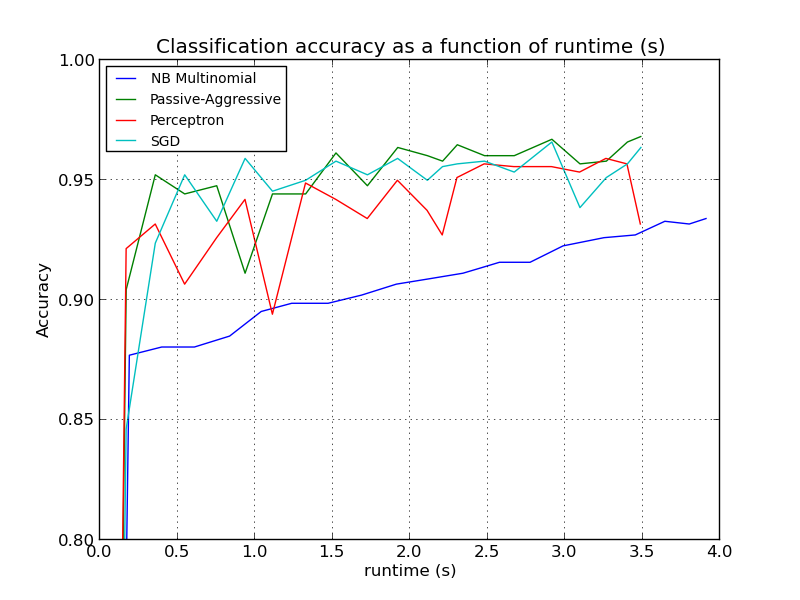 Classification accuracy as a function of runtime (s)
1.00
NB Multinomial
Passive-Aggressive
Perceptron
SGD
0.95
0.90
Accuracy
0.85
0.80
0.0 0.5 1.0 1.5 2.0 2.5 3.0 3.5 4.0
runtime (s)